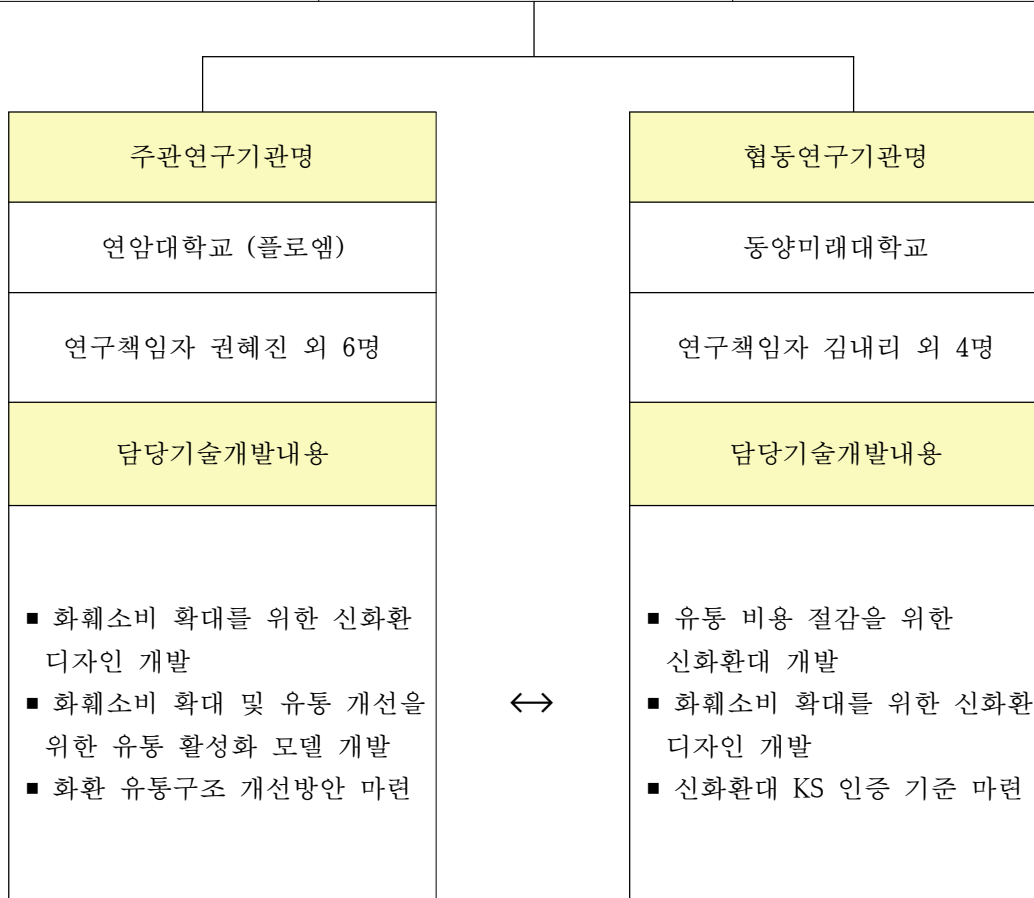 주관연구기관명
연암대학교 (플로엠)
연구책임자 권혜진 외 6명
담당기술개발내용
▪ 화훼소비 확대를 위한 신화환
디자인 개발
▪ 화훼소비 확대 및 유통 개선을
위한 유통 활성화 모델 개발
▪ 화환 유통구조 개선방안 마련
↔
협동연구기관명
동양미래대학교
연구책임자 김내리 외 4명
담당기술개발내용
▪ 유통 비용 절감을 위한
신화환대 개발
▪ 화훼소비 확대를 위한 신화환
디자인 개발
▪ 신화환대 KS 인증 기준 마련